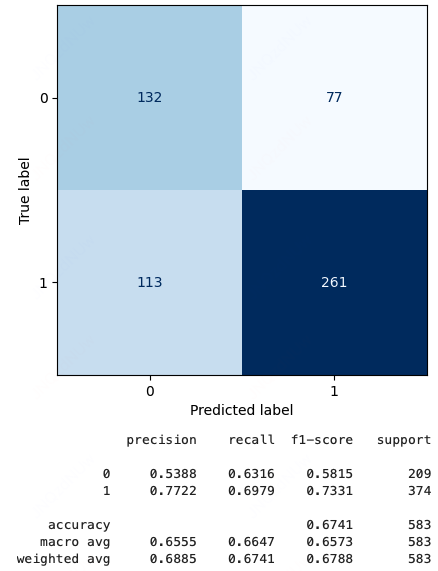 0
132
77
True label
1
113
261
0
1
Predicted label
precision recall f1-score support
0 0.5388 0.6316 0.5815 209
1 0.7722 0.6979 0.7331 374
accuracy 0.6741 583
macro avg 0.6555 0.6647 0.6573 583
weighted avg 0.6885 0.6741 0.6788 583